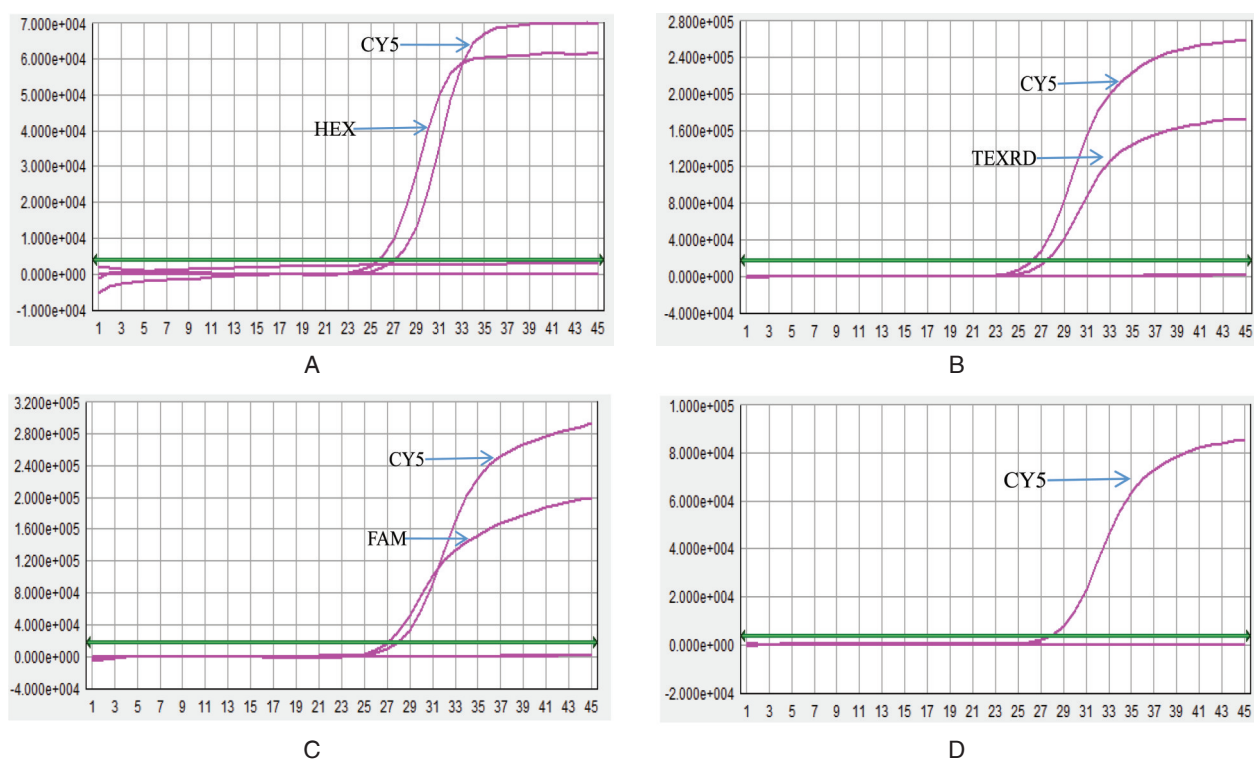 7.000e+004
6.000e+004
4.000e+004
3.000e+004
2.000e+004
1.000e+004
0.000e+000
-1.000e+004
CY5
HEX
1 3 5 7 9 11 13 15 17 19 21 23 25 27 29 31 33 35 37 39 41 43 45
A
2.800e+005
2.400e+005
2.000e+005
1.600e+005
1.200e+005
8.000e+004
4.000e+004
0.000e+000
-4.000e+004
CY5
TEXRD
1 3 5 7 9 11 13 15 17 19 21 23 25 27 29 31 33 35 37 39 41 43 45
B
3.200e+005
2.800e+005
2.400e+005
2.000e+005
1.600e+005
1.200e+005
8.000e+004
4.000e+004
0.000e+000
-4.000e+004
CY5
FAM
1 3 5 7 9 11 13 15 17 19 21 23 25 27 29 31 33 35 37 39 41 43 45
C
1.000e+005
8.000e+004
6.000e+004
4.000e+004
2.000e+004
0.000e+000
-2.000e+004
CY5
1 3 5 7 9 11 13 15 17 19 21 23 25 27 29 31 33 35 37 39 41 43 45
D